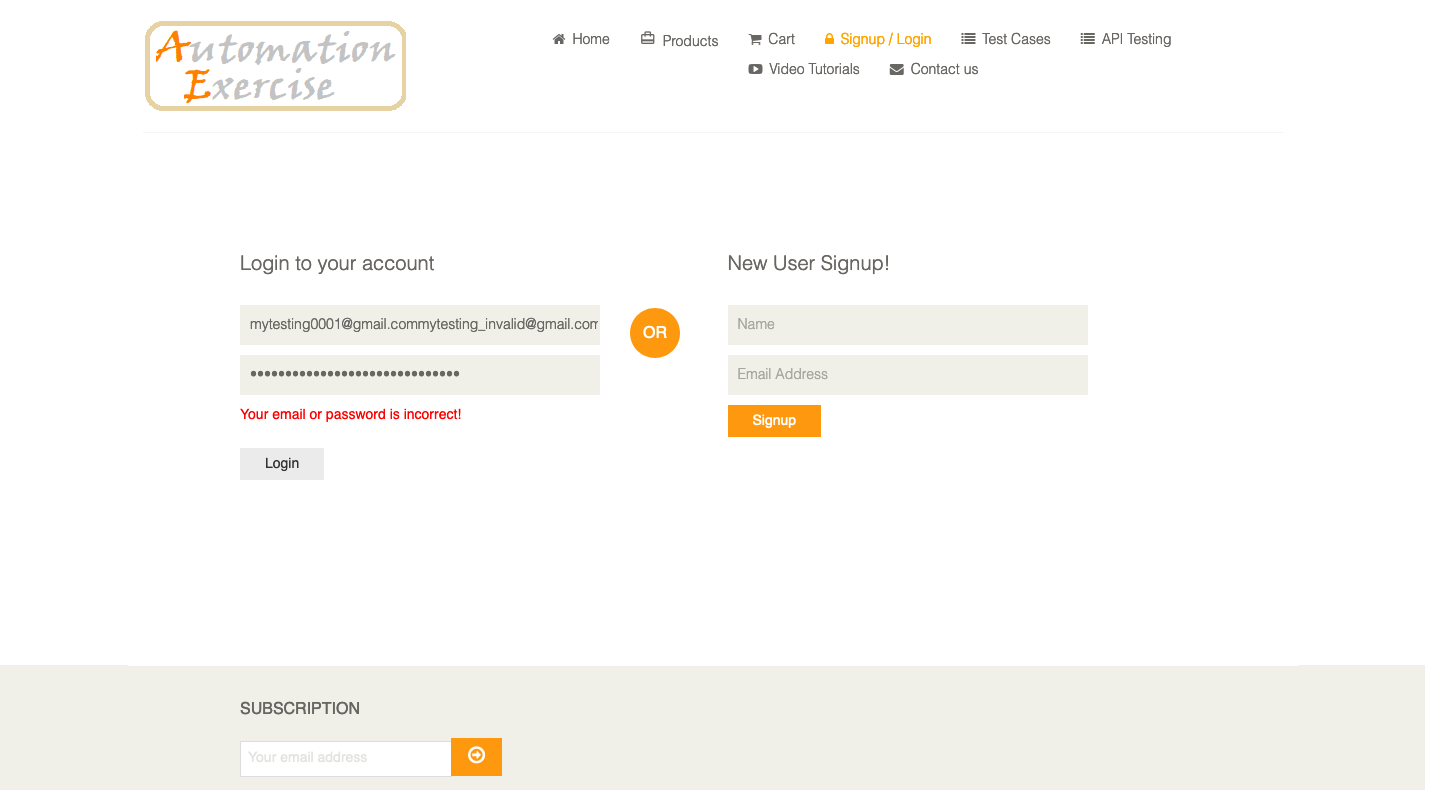 Automation
Exercise
Home
Products
Cart
Signup / Login
Test Cases
API Testing
Video Tutorials
Contact us
Login to your account
mytesting0001@gmail.commytesting_invalid@gmail.com
••••••••••••••••••••••••••••••
Your email or password is incorrect!
Login
OR
New User Signup!
Name
Email Address
Signup
SUBSCRIPTION
Your email address